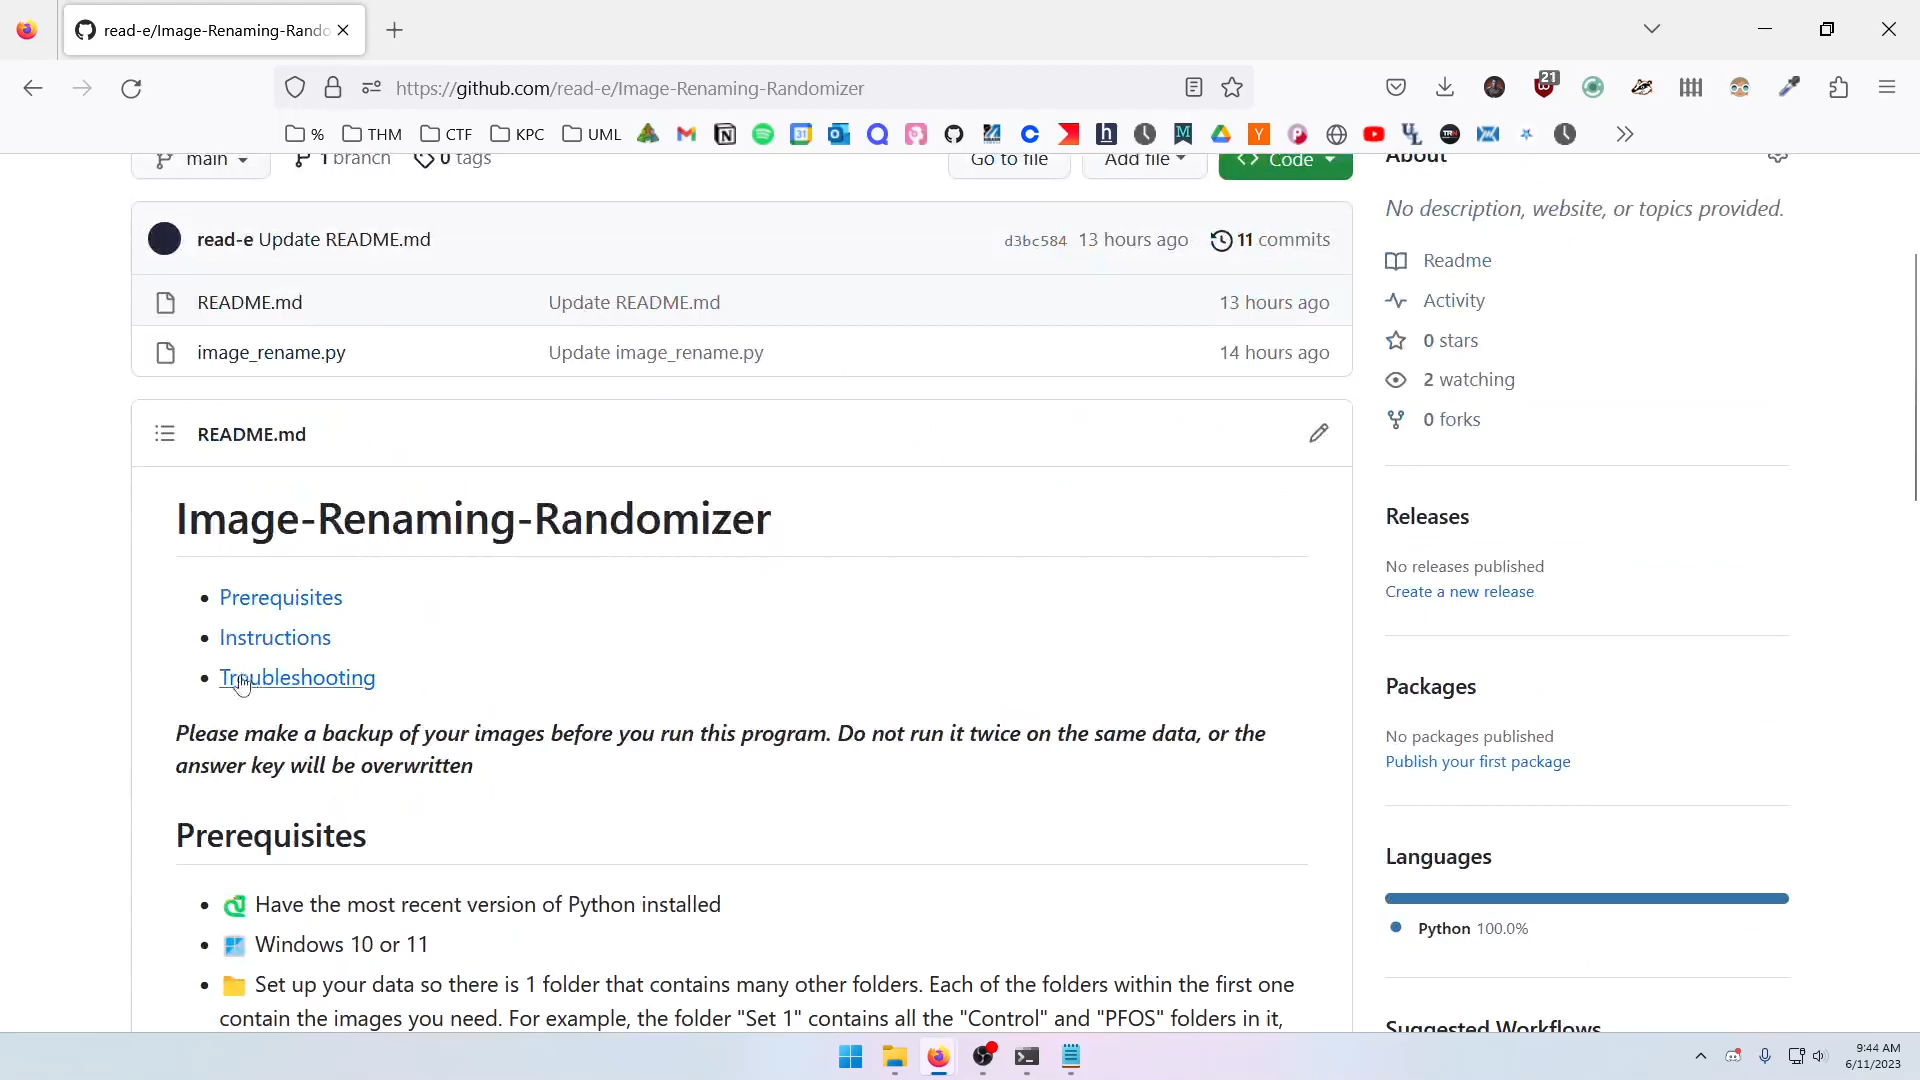 read-e/Image-Renaming-Rando
https://github.com/read-e/Image-Renaming-Randomizer
21
% THM CTF KPC UML
main 1 branch 0 tags Go to file Add file Code
read-e Update README.md d3bc584 13 hours ago 11 commits
README.md Update README.md 13 hours ago
image_rename.py Update image_rename.py 14 hours ago
README.md
Image-Renaming-Randomizer
Prerequisites
Instructions
Troubleshooting
Please make a backup of your images before you run this program. Do not run it twice on the same data, or the
answer key will be overwritten
Prerequisites
Have the most recent version of Python installed
Windows 10 or 11
Set up your data so there is 1 folder that contains many other folders. Each of the folders within the first one
contain the images you need. For example, the folder "Set 1" contains all the "Control" and "PFOS" folders in it,
About
No description, website, or topics provided.
Readme
Activity
0 stars
2 watching
0 forks
Releases
No releases published
Create a new release
Packages
No packages published
Publish your first package
Languages
Python 100.0%
Suggested Workflows
9:44 AM
6/11/2023